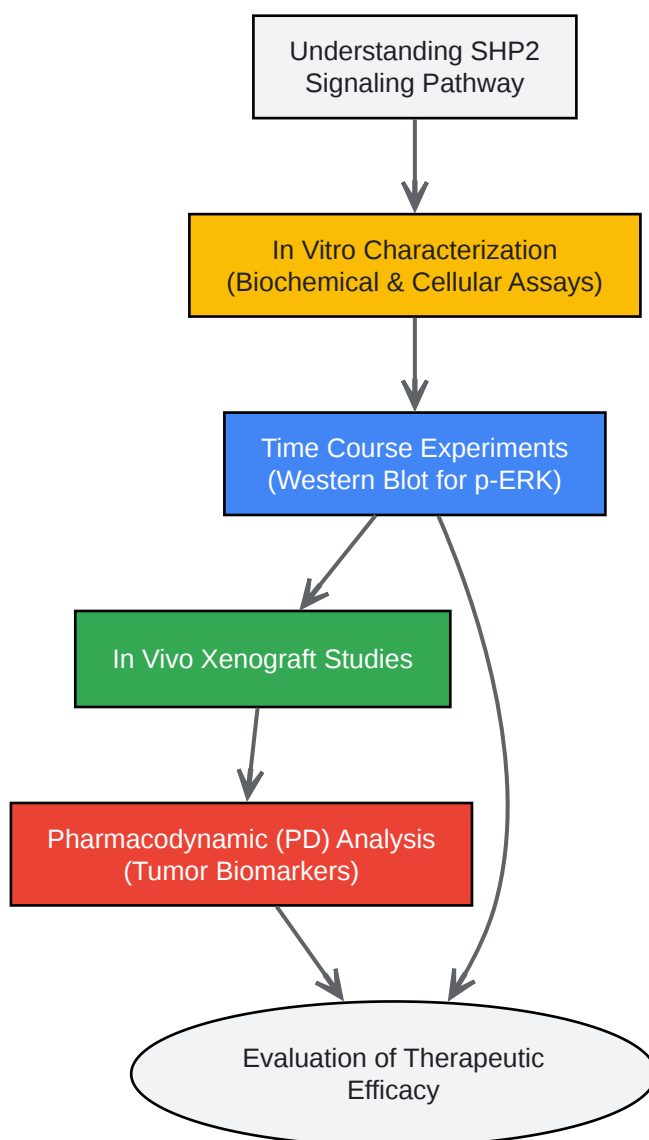 Understanding SHP2
Signaling Pathway
In Vitro Characterization
(Biochemical & Cellular Assays)
Time Course Experiments
(Western Blot for p-ERK)
In Vivo Xenograft Studies
Pharmacodynamic (PD) Analysis
(Tumor Biomarkers)
Evaluation of Therapeutic
Efficacy